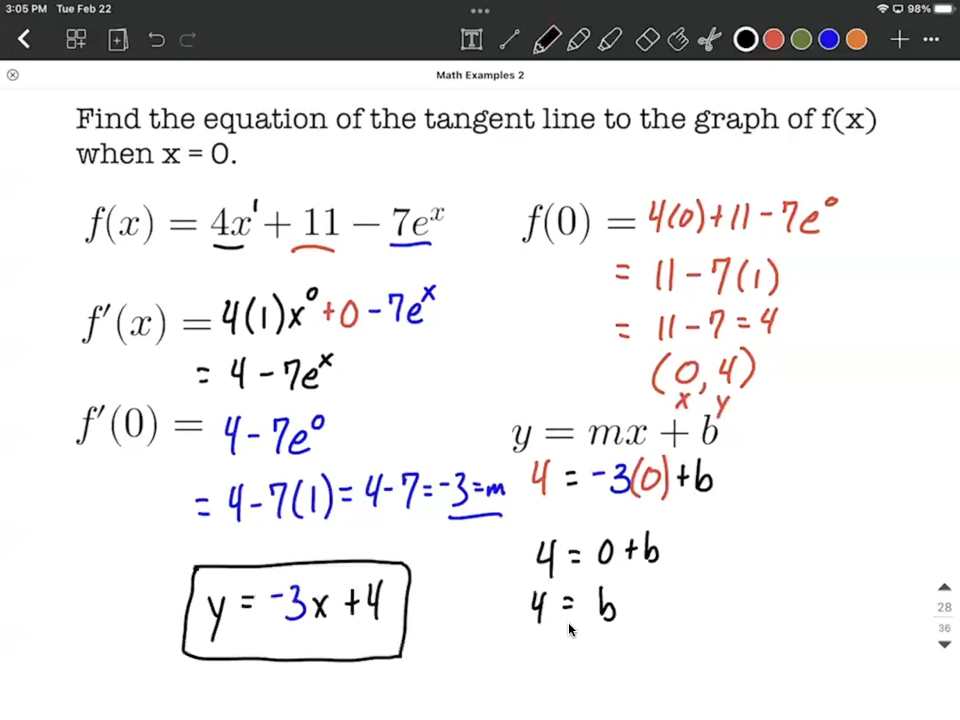 3:05 PM Tue Feb 22
98%
Math Examples 2
Find the equation of the tangent line to the graph of f(x)
when x = 0.
f(x) = 4x¹ + 11 − 7eˣ
f′(x) = 4(1)x⁰ + 0 − 7eˣ
= 4 − 7eˣ
f′(0) = 4 − 7e⁰
= 4 − 7(1) = 4 − 7 = −3 = m
y = −3x + 4
f(0) = 4(0) + 11 − 7e⁰
= 11 − 7(1)
= 11 − 7 = 4
(0, 4)
x y
y = mx + b
4 = −3(0) + b
4 = 0 + b
4 = b
28
36